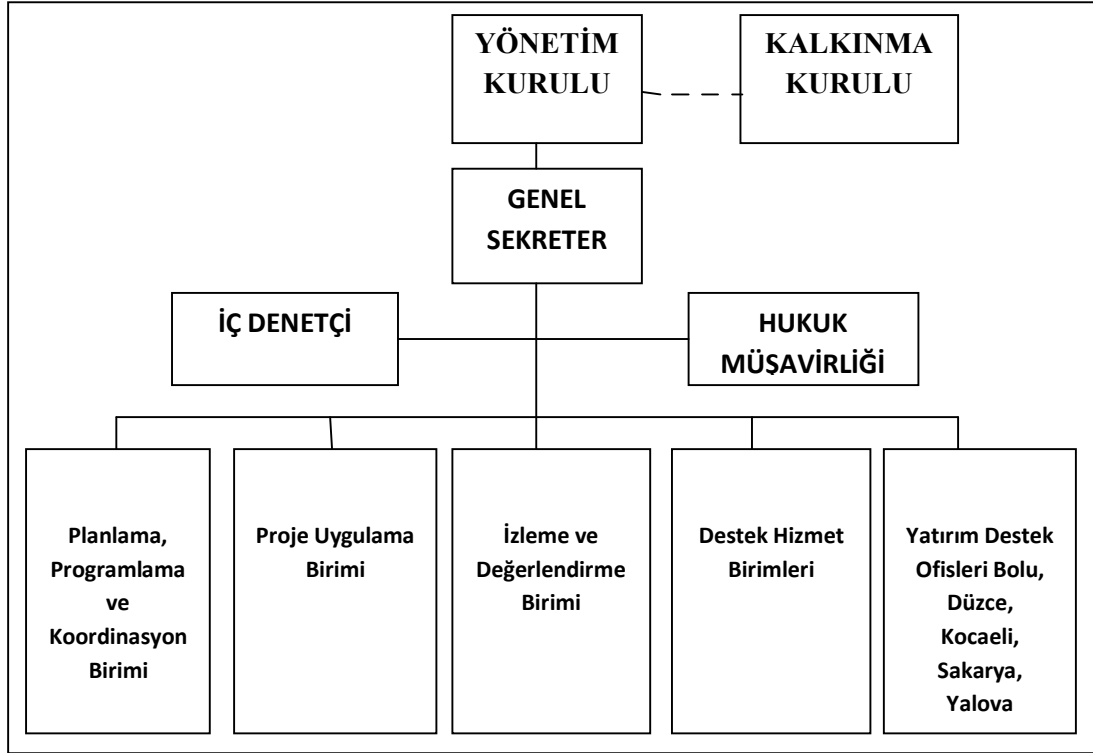 YÖNETİM
KURULU
KALKINMA
KURULU
GENEL
SEKRETER
İÇ DENETÇİ
HUKUK
MÜŞAVİRLİĞİ
Planlama,
Programlama
ve
Koordinasyon
Birimi
Proje Uygulama
Birimi
İzleme ve
Değerlendirme
Birimi
Destek Hizmet
Birimleri
Yatırım Destek
Ofisleri Bolu,
Düzce,
Kocaeli,
Sakarya,
Yalova